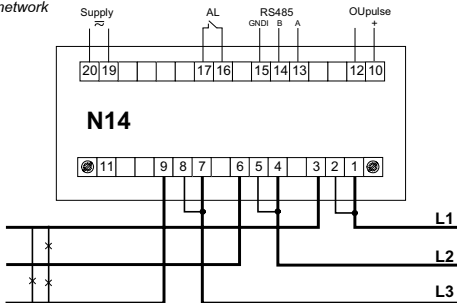 network
Supply AL RS485 OUpulse
≂ GNDI B A +
20 19 17 16 15 14 13 12 10
N14
11 9 8 7 6 5 4 3 2 1
L1
L2
L3